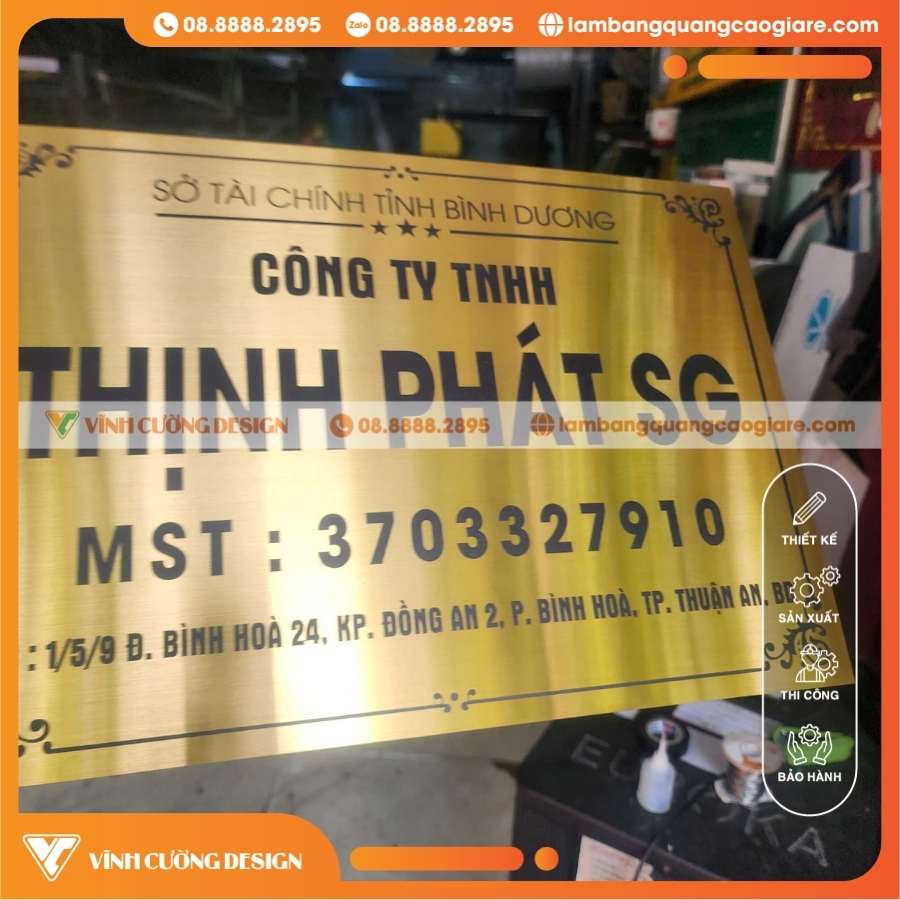 08.8888.2895 Zalo 08.8888.2895 lambangquangcaogiare.com
SỞ TÀI CHÍNH TỈNH BÌNH DƯƠNG
CÔNG TY TNHH
THỊNH PHÁT SG
VĨNH CƯỜNG DESIGN 08.8888.2895 lambangquangcaogiare.com
MST : 3703327910
: 1/5/9 Đ. BÌNH HOÀ 24, KP. ĐỒNG AN 2, P. BÌNH HOÀ, TP. THUẬN AN, BD
THIẾT KẾ
SẢN XUẤT
THI CÔNG
BẢO HÀNH
VĨNH CƯỜNG DESIGN